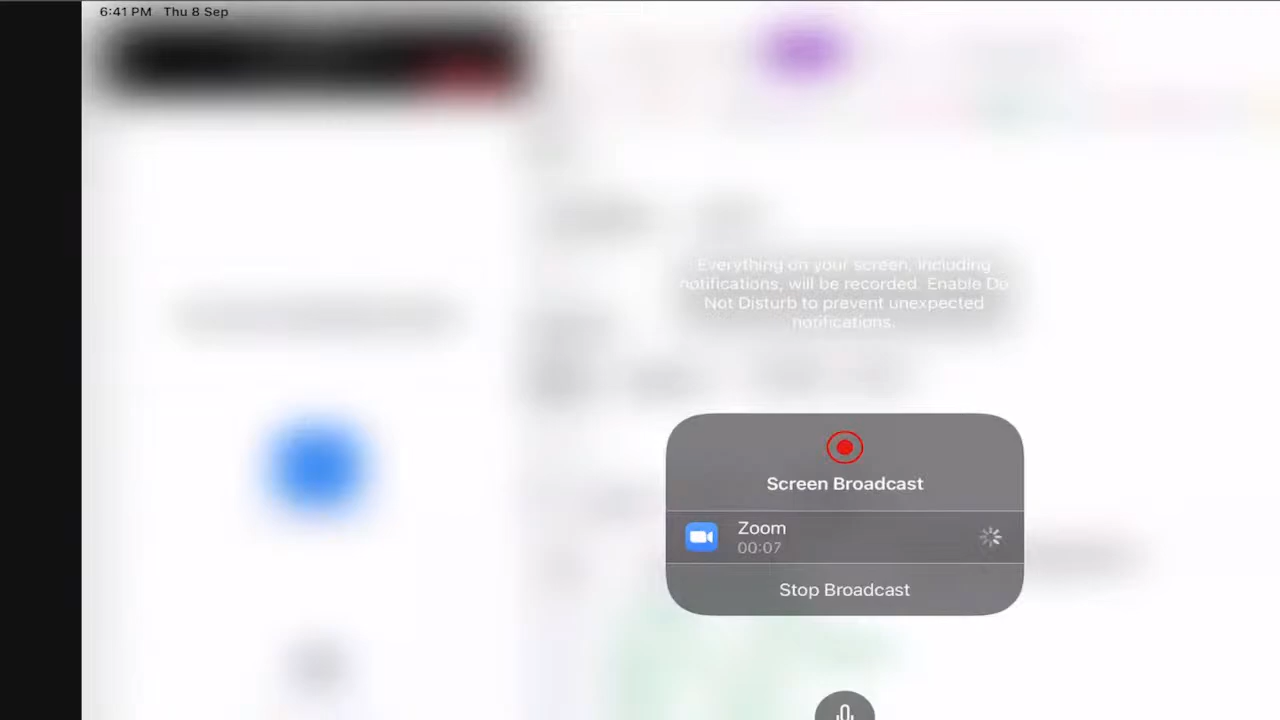 6:41 PM Thu 8 Sep
Everything on your screen, including
notifications, will be recorded. Enable Do
Not Disturb to prevent unexpected
notifications.
Screen Broadcast
Zoom
00:07
Stop Broadcast